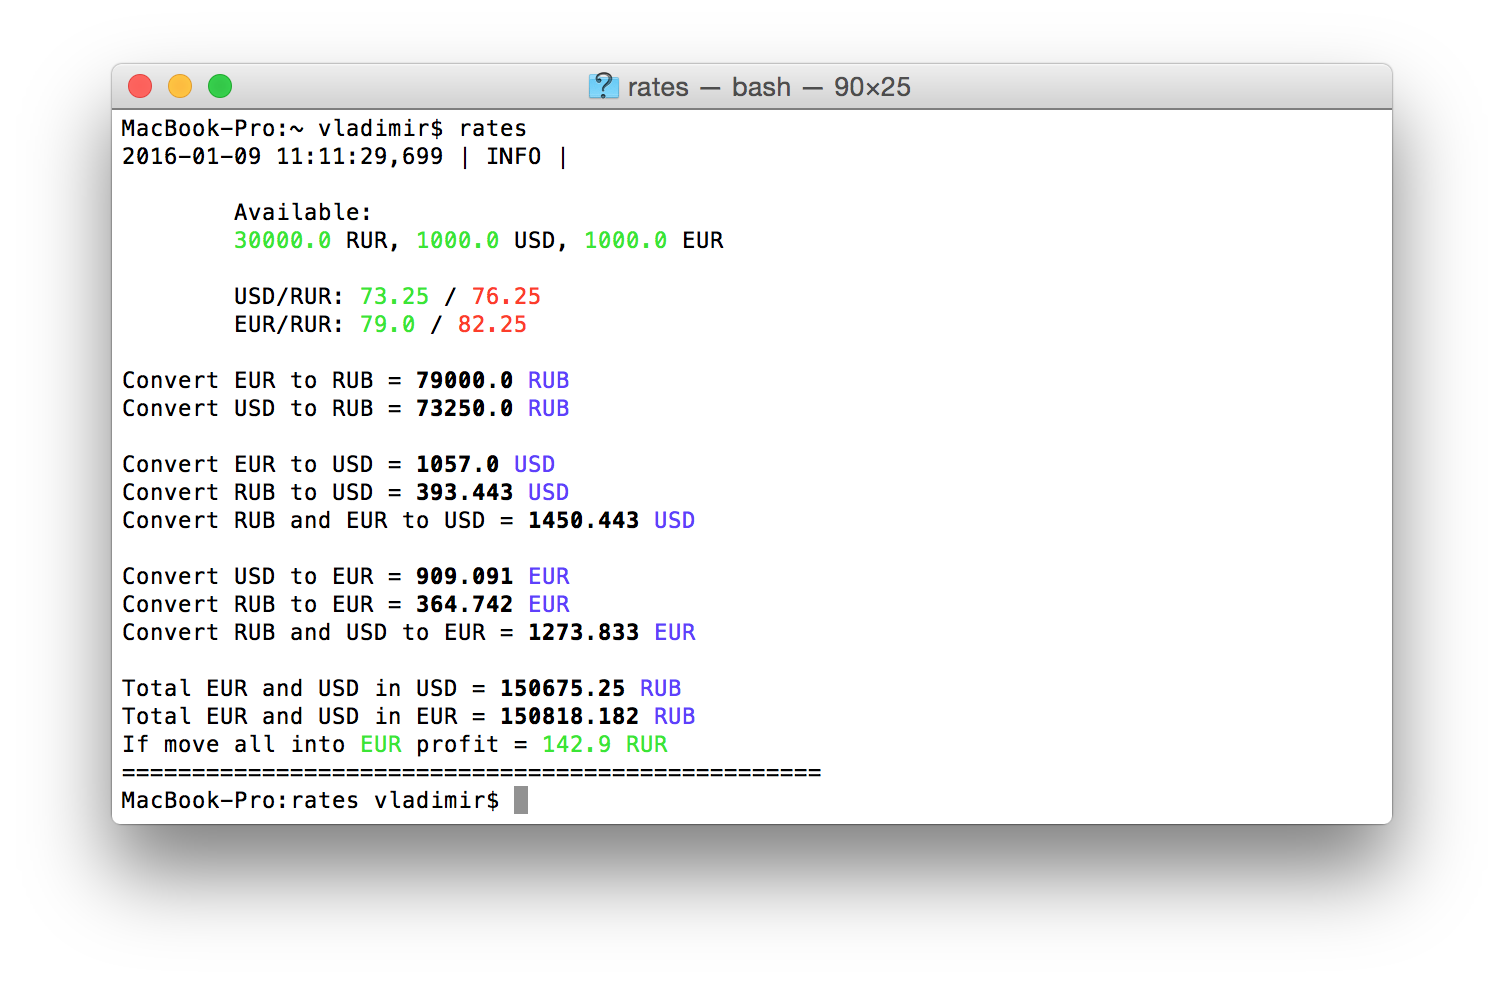 rates — bash — 90×25
MacBook-Pro:~ vladimir$ rates
2016-01-09 11:11:29,699 | INFO |
Available:
30000.0 RUR, 1000.0 USD, 1000.0 EUR
USD/RUR: 73.25 / 76.25
EUR/RUR: 79.0 / 82.25
Convert EUR to RUB = 79000.0 RUB
Convert USD to RUB = 73250.0 RUB
Convert EUR to USD = 1057.0 USD
Convert RUB to USD = 393.443 USD
Convert RUB and EUR to USD = 1450.443 USD
Convert USD to EUR = 909.091 EUR
Convert RUB to EUR = 364.742 EUR
Convert RUB and USD to EUR = 1273.833 EUR
Total EUR and USD in USD = 150675.25 RUB
Total EUR and USD in EUR = 150818.182 RUB
If move all into EUR profit = 142.9 RUR
==================================================
MacBook-Pro:rates vladimir$